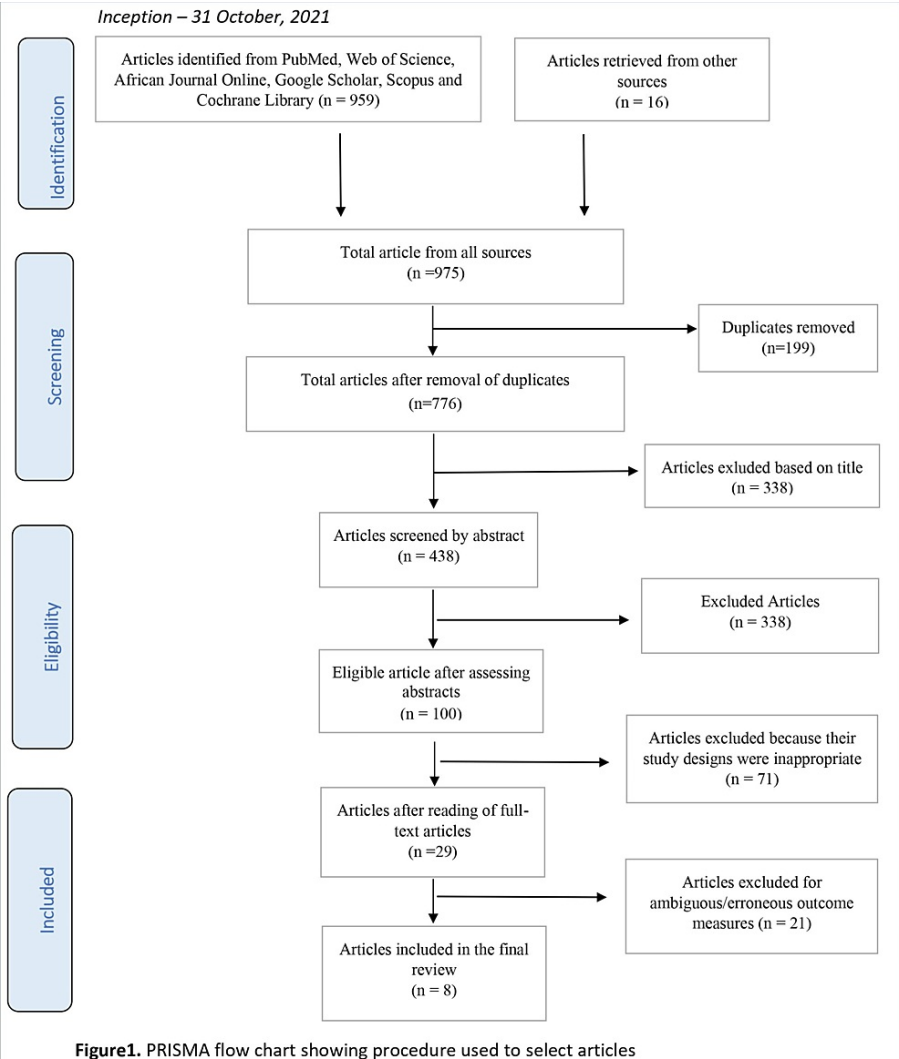 Inception – 31 October, 2021
Identification
Articles identified from PubMed, Web of Science,
African Journal Online, Google Scholar, Scopus and
Cochrane Library (n = 959)
Articles retrieved from other
sources
(n = 16)
Screening
Total article from all sources
(n =975)
Duplicates removed
(n=199)
Total articles after removal of duplicates
(n=776)
Articles exluded based on title
(n = 338)
Eligibility
Articles screened by abstract
(n = 438)
Excluded Articles
(n = 338)
Eligible article after assessing
abstracts
(n = 100)
Articles excluded because their
study designs were inappropriate
(n = 71)
Included
Articles after reading of full-
text articles
(n =29)
Articles excluded for
ambiguous/erroneous outcome
measures (n = 21)
Articles included in the final
review
(n = 8)
Figure1. PRISMA flow chart showing procedure used to select articles